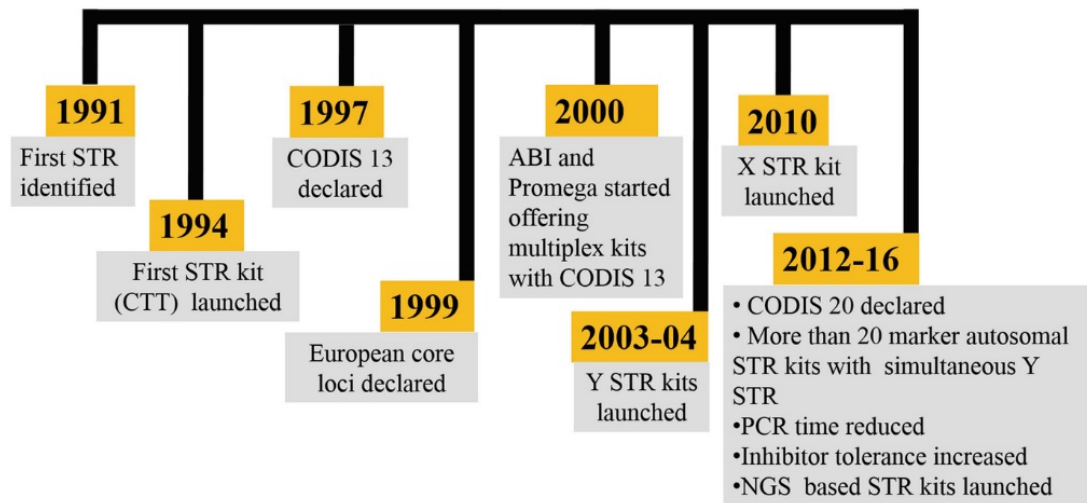 1991
First STR
identified
1994
First STR kit
(CTT) launched
1997
CODIS 13
declared
1999
European core
loci declared
2000
ABI and
Promega started
offering
multiplex kits
with CODIS 13
2003-04
Y STR kits
launched
2010
X STR kit
launched
2012-16
• CODIS 20 declared
• More than 20 marker autosomal
STR kits with simultaneous Y
STR
•PCR time reduced
•Inhibitor tolerance increased
•NGS based STR kits launched